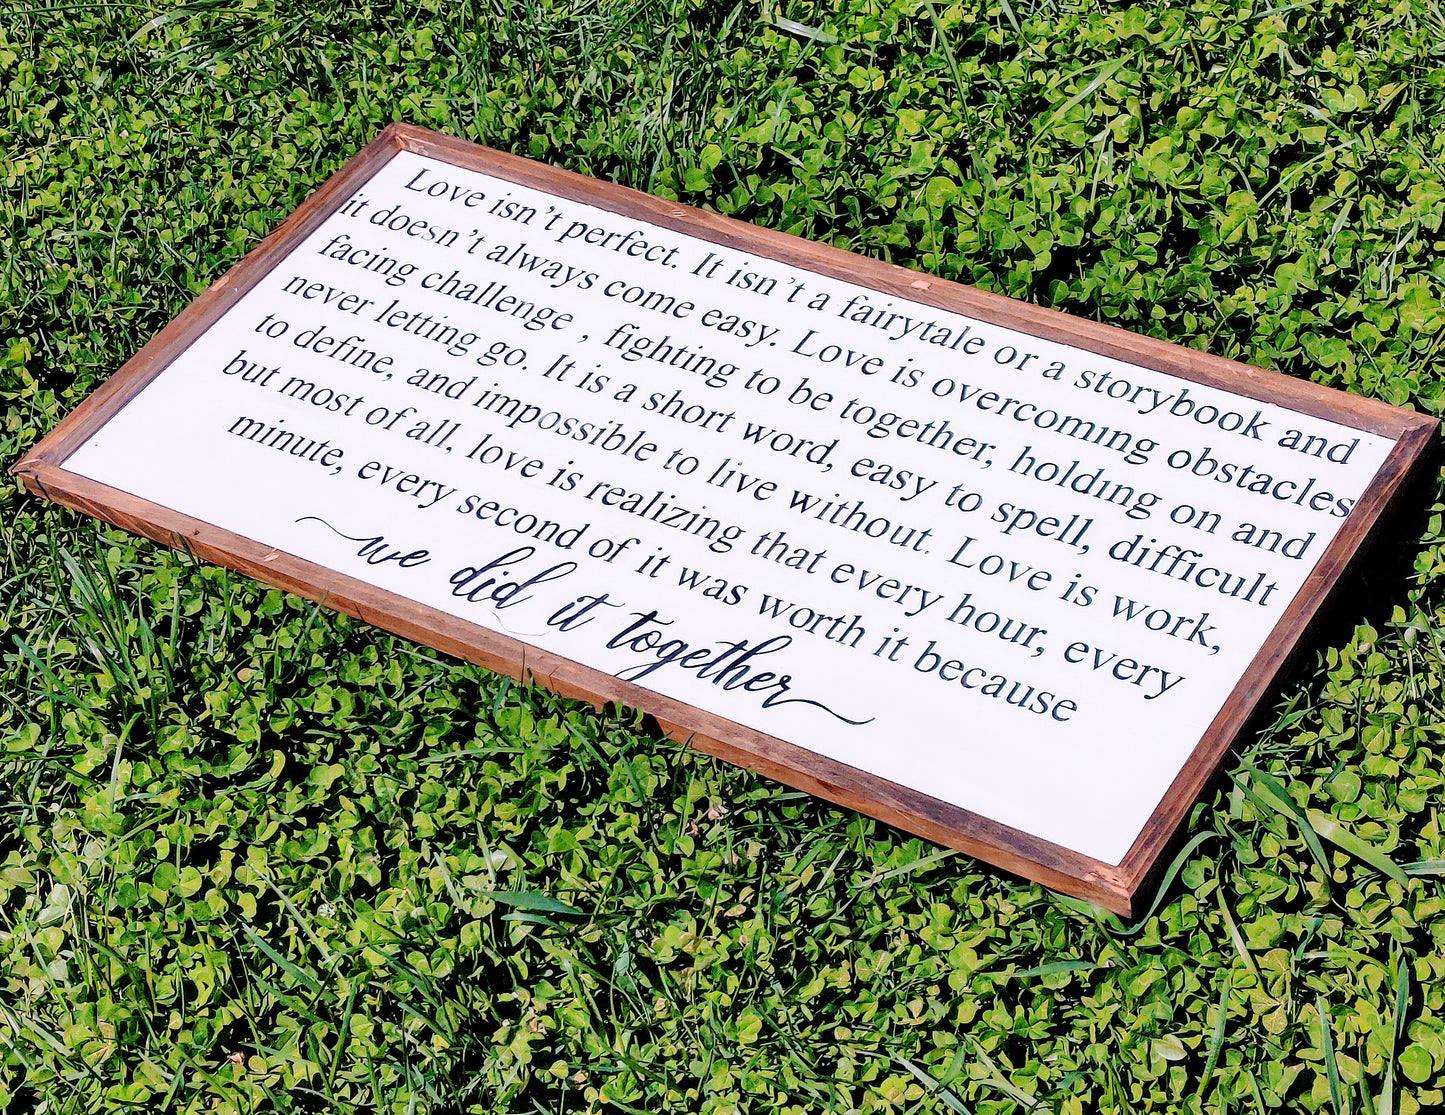 Love isn't perfect. It isn't a fairytale or a storybook and
it doesn't always come easy. Love is overcoming obstacles
facing challenge , fighting to be together, holding on and
never letting go. It is a short word, easy to spell, difficult
to define, and impossible to live without. Love is work,
but most of all, love is realizing that every hour, every
minute, every second of it was worth it because
we did it together